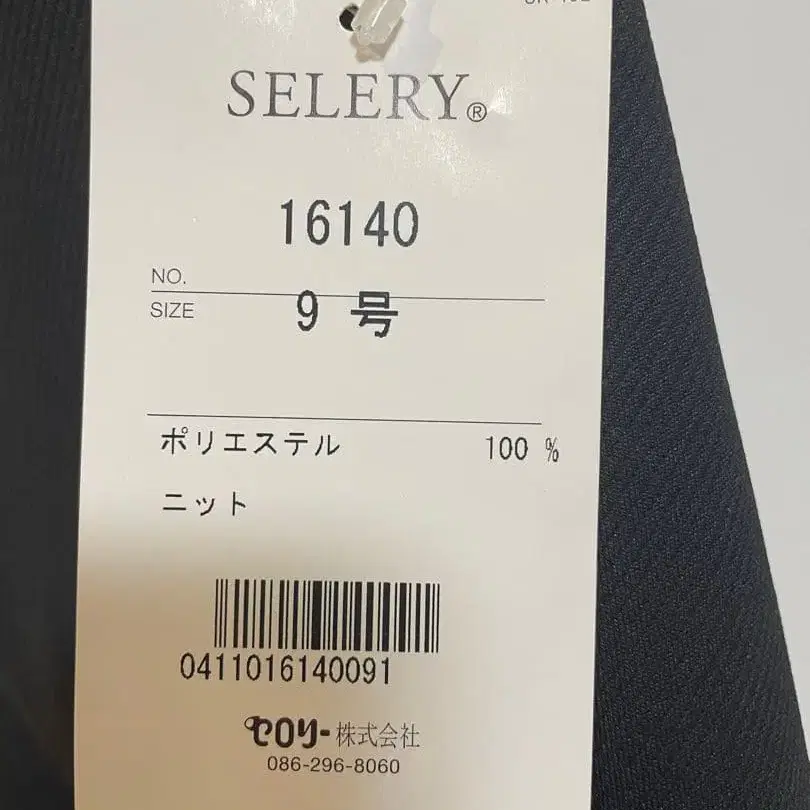 SELERY®
16140
NO.
SIZE 9 号
ポリエステル 100 %
ニット
0411016140091
セロリー株式会社
086-296-8060